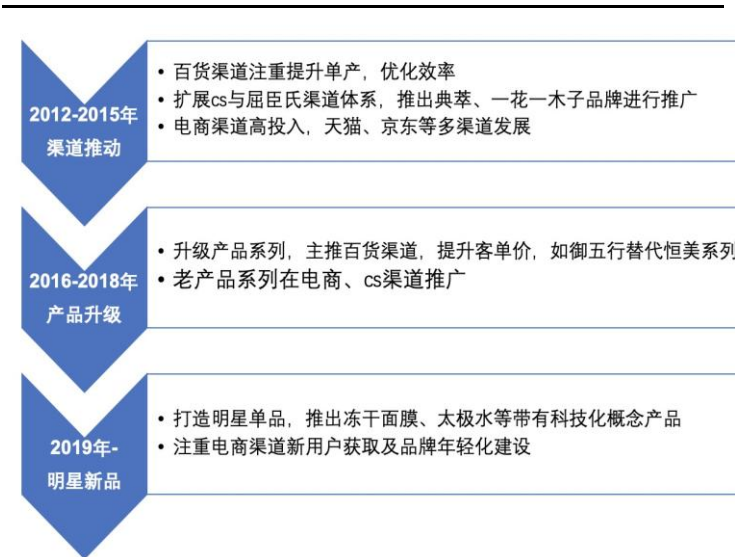 2012-2015年
渠道推动
• 百货渠道注重提升单产，优化效率
• 扩展cs与屈臣氏渠道体系，推出典萃、一花一木子品牌进行推广
• 电商渠道高投入，天猫、京东等多渠道发展
2016-2018年
产品升级
• 升级产品系列，主推百货渠道，提升客单价，如御五行替代恒美系列
• 老产品系列在电商、cs渠道推广
2019年-
明星新品
• 打造明星单品，推出冻干面膜、太极水等带有科技化概念产品
• 注重电商渠道新用户获取及品牌年轻化建设